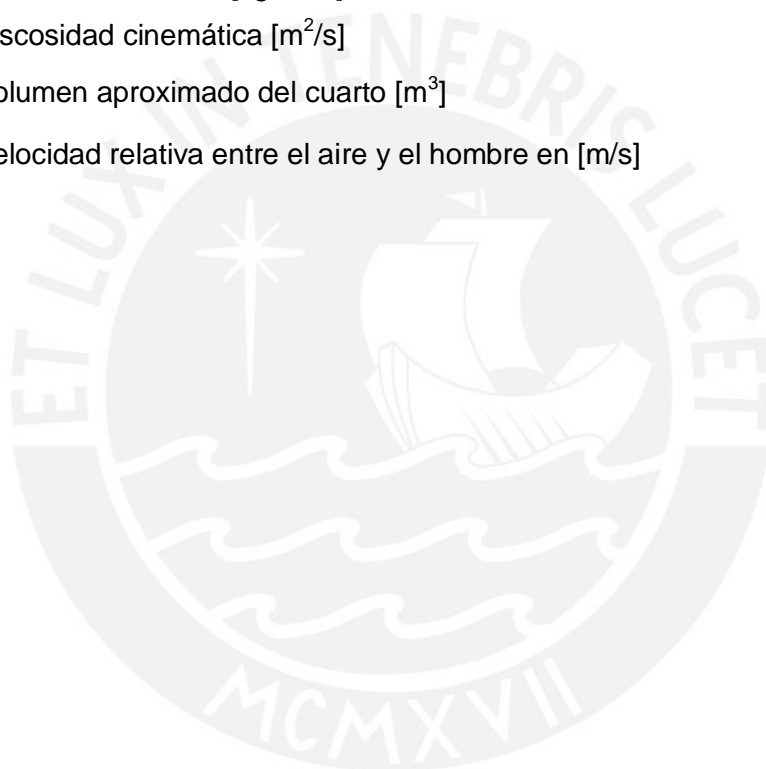 scosidad cinemática [m²/s]
olumen aproximado del cuarto [m³]
elocidad relativa entre el aire y el hombre en [m/s]
ET LUX IN TENEBRIS LUCET
MCMXVII